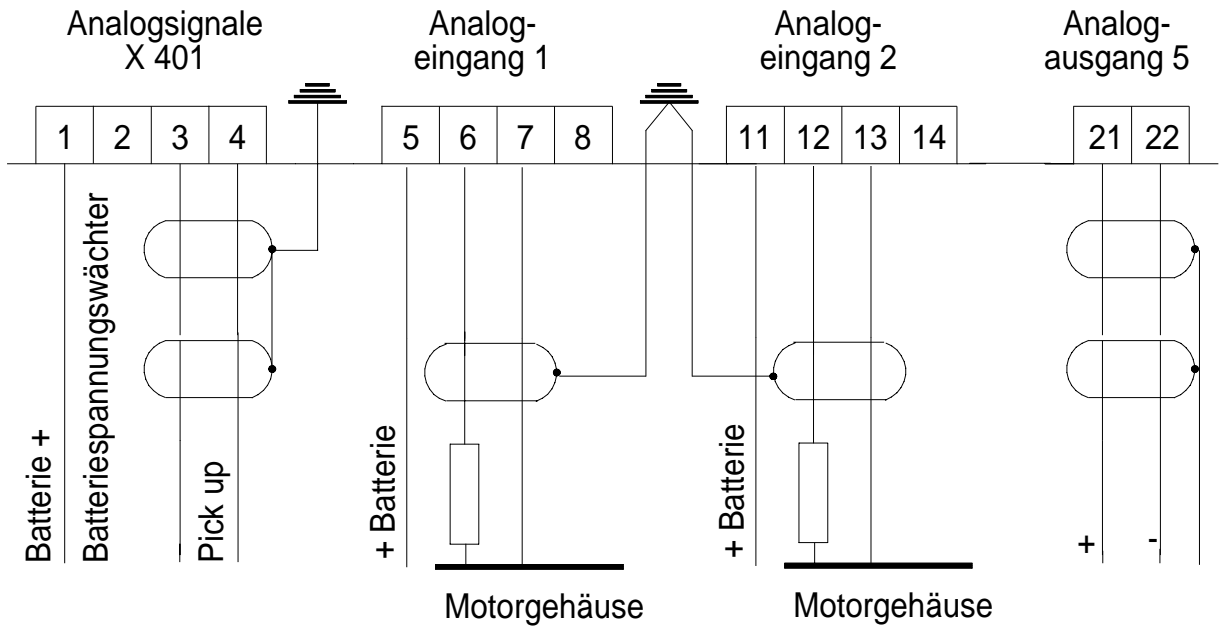 Analogsignale
X 401
Analog-
eingang 1
Analog-
eingang 2
Analog-
ausgang 5
1 2 3 4
5 6 7 8
11 12 13 14
21 22
Batterie +
Batteriespannungswächter
Pick up
+ Batterie
+ Batterie
+ -
Motorgehäuse
Motorgehäuse